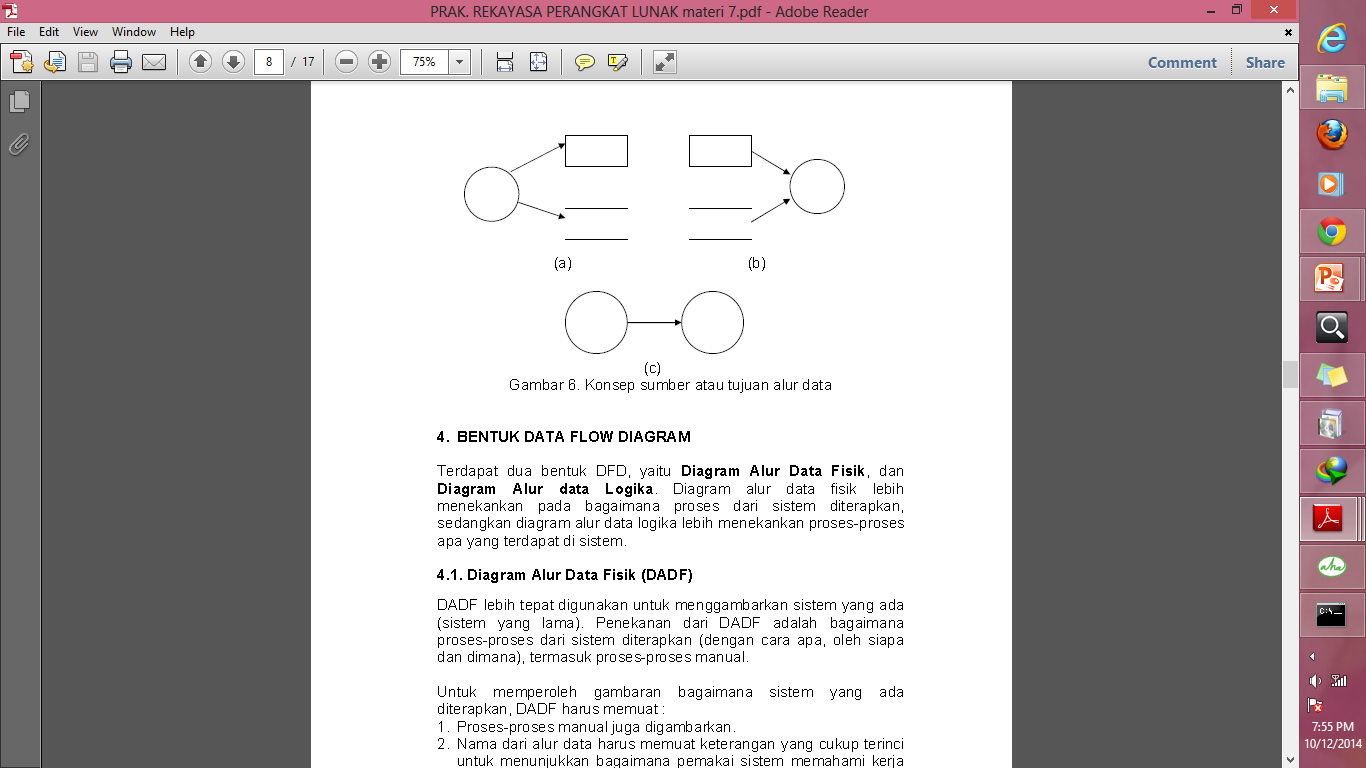 PRAK. REKAYASA PERANGKAT LUNAK materi 7.pdf - Adobe Reader
File Edit View Window Help
8 / 17 75% Comment Share
(a) (b)
(c)
Gambar 6. Konsep sumber atau tujuan alur data
4. BENTUK DATA FLOW DIAGRAM
Terdapat dua bentuk DFD, yaitu Diagram Alur Data Fisik, dan
Diagram Alur data Logika. Diagram alur data fisik lebih
menekankan pada bagaimana proses dari sistem diterapkan,
sedangkan diagram alur data logika lebih menekankan proses-proses
apa yang terdapat di sistem.
4.1. Diagram Alur Data Fisik (DADF)
DADF lebih tepat digunakan untuk menggambarkan sistem yang ada
(sistem yang lama). Penekanan dari DADF adalah bagaimana
proses-proses dari sistem diterapkan (dengan cara apa, oleh siapa
dan dimana), termasuk proses-proses manual.
Untuk memperoleh gambaran bagaimana sistem yang ada
diterapkan, DADF harus memuat :
1. Proses-proses manual juga digambarkan.
2. Nama dari alur data harus memuat keterangan yang cukup terinci
untuk menunjukkan bagaimana pemakai sistem memahami kerja
7:55 PM
10/12/2014